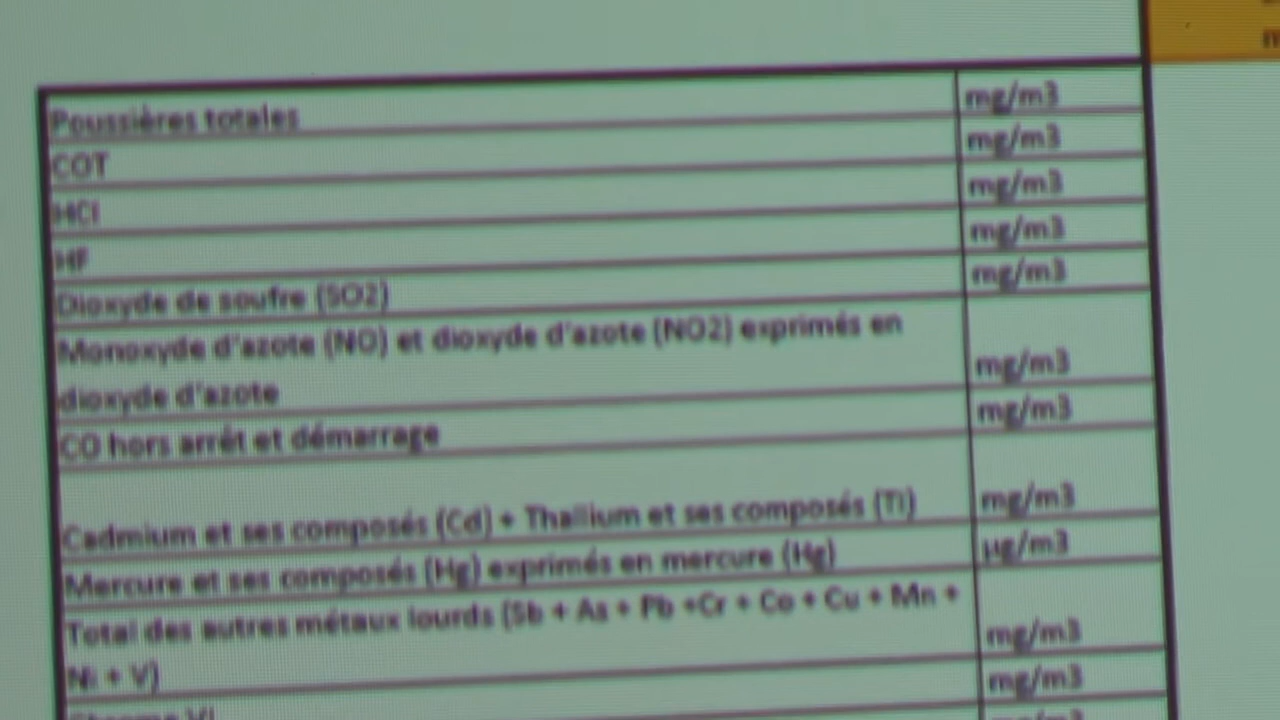 Poussières totales mg/m3
COT mg/m3
HCl mg/m3
HF mg/m3
Dioxyde de soufre (SO2) mg/m3
Monoxyde d'azote (NO) et dioxyde d'azote (NO2) exprimés en
dioxyde d'azote mg/m3
CO hors arrêt et démarrage mg/m3
Cadmium et ses composés (Cd) + Thallium et ses composés (Tl) mg/m3
Mercure et ses composés (Hg) exprimés en mercure (Hg) µg/m3
Total des autres métaux lourds (Sb + As + Pb +Cr + Co + Cu + Mn +
Ni + V) mg/m3
Chrome VI mg/m3
mg/m3